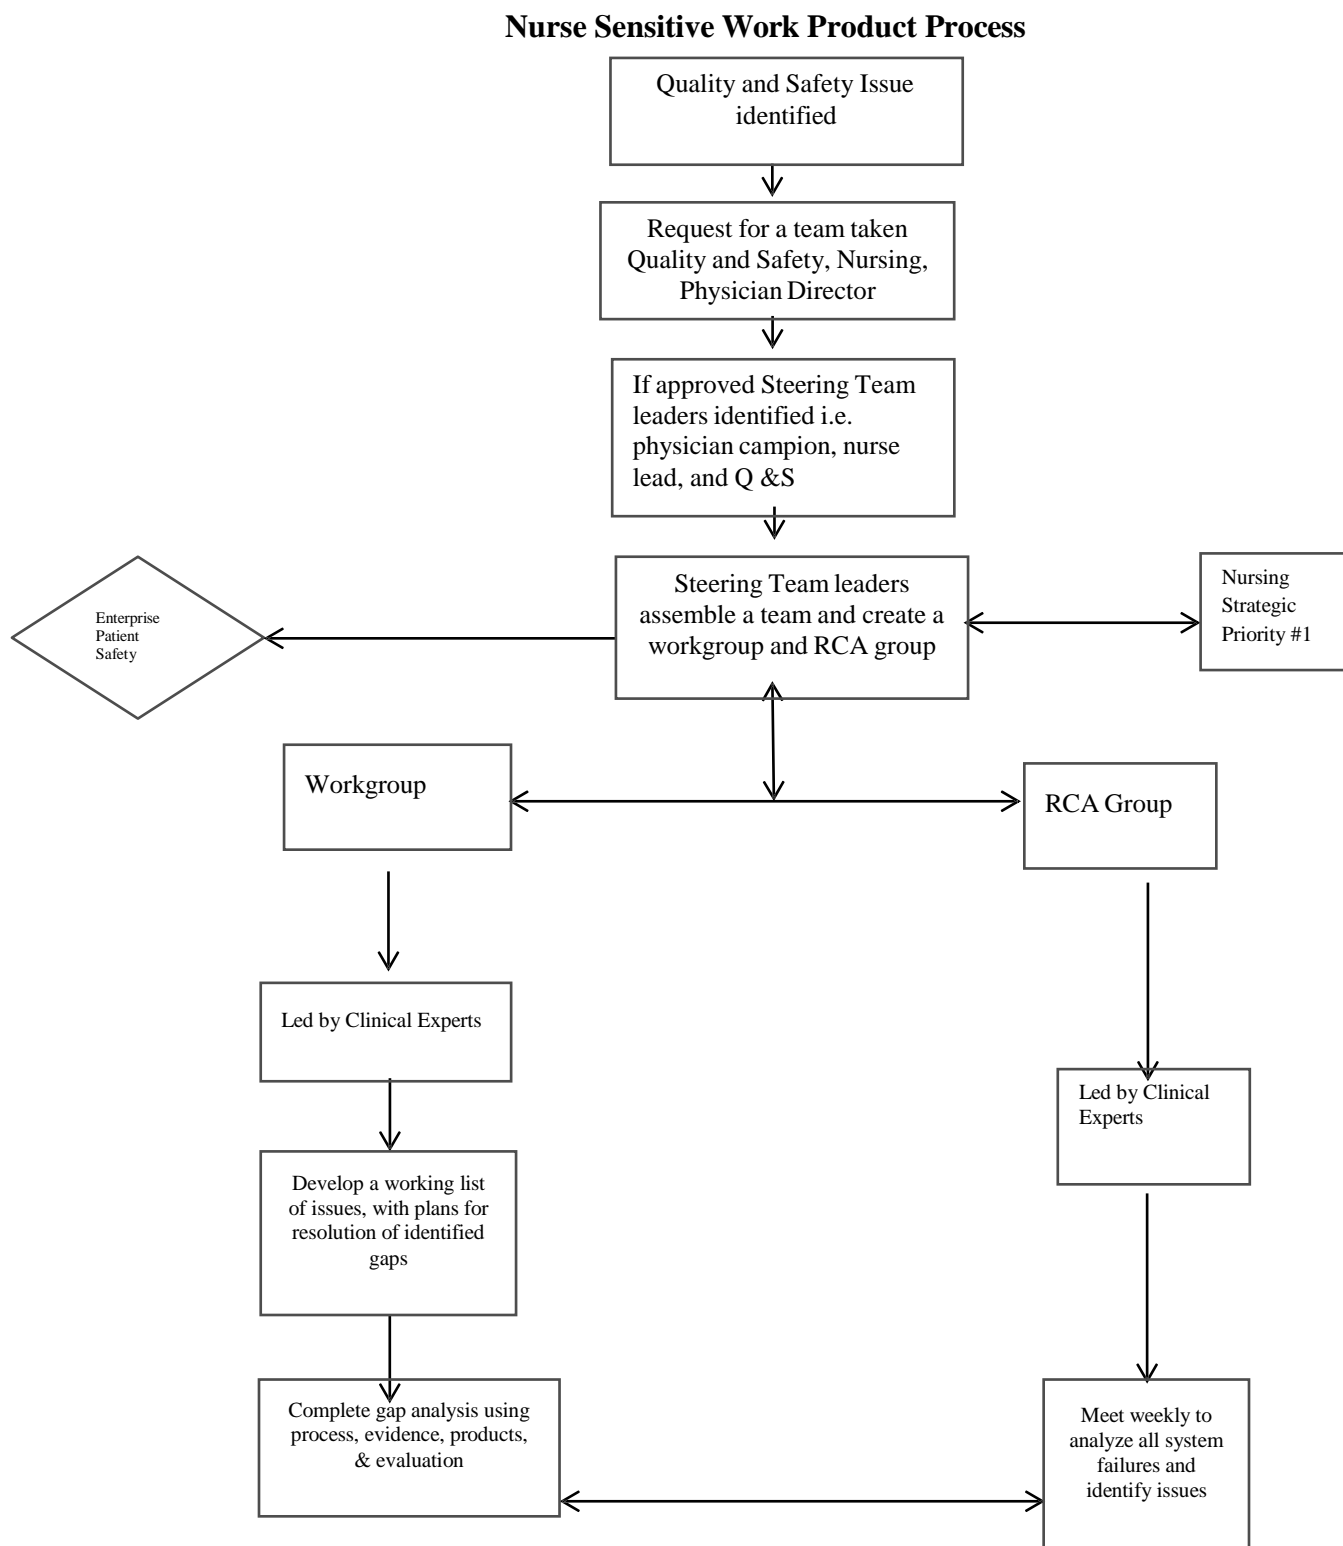 Nurse Sensitive Work Product Process
Quality and Safety Issue
identified
Request for a team taken
Quality and Safety, Nursing,
Physician Director
If approved Steering Team
leaders identified i.e.
physician campion, nurse
lead, and Q &S
Enterprise
Patient
Safety
Steering Team leaders
assemble a team and create a
workgroup and RCA group
Nursing
Strategic
Priority #1
Workgroup
RCA Group
Led by Clinical Experts
Led by Clinical
Experts
Develop a working list
of issues, with plans for
resolution of identified
gaps
Complete gap analysis using
process, evidence, products,
& evaluation
Meet weekly to
analyze all system
failures and
identify issues